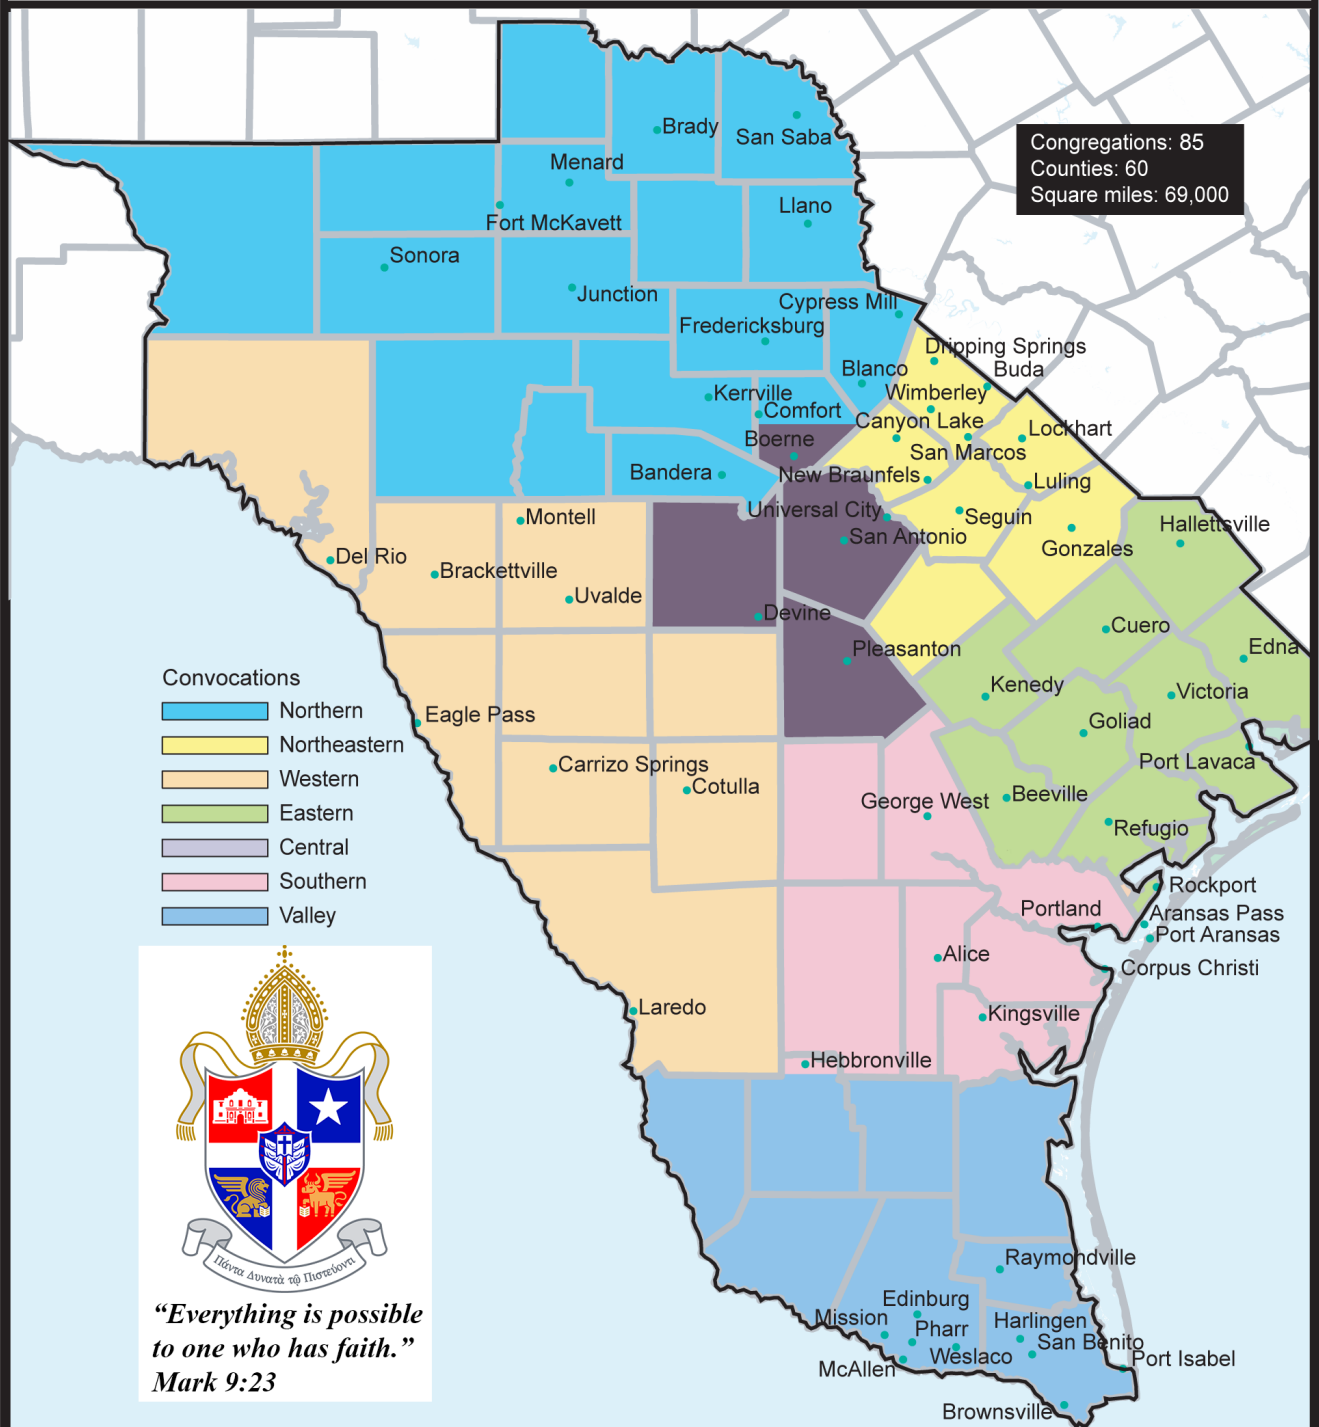 Brady
San Saba
Congregations: 85
Counties: 60
Square miles: 69,000
Menard
Llano
Fort McKavett
Sonora
Junction
Cypress Mill
Fredericksburg
Dripping Springs
Buda
Blanco
Kerrville
Wimberley
Comfort
Canyon Lake
Lockhart
Boerne
San Marcos
Bandera
New Braunfels
Luling
Universal City
Montell
Seguin
Hallettsville
San Antonio
Gonzales
Del Rio
Brackettville
Uvalde
Devine
Cuero
Pleasanton
Edna
Kenedy
Victoria
Eagle Pass
Goliad
Port Lavaca
Carrizo Springs
Cotulla
Beeville
George West
Refugio
Convocations
Northern
Northeastern
Western
Eastern
Central
Southern
Valley
Rockport
Portland
Aransas Pass
Port Aransas
Alice
Corpus Christi
Laredo
Kingsville
Hebbronville
Raymondville
Edinburg
Mission
Harlingen
Pharr
San Benito
Weslaco
McAllen
Port Isabel
Brownsville
Πάντα Δυνατὰ τῷ Πιστεύοντι
“Everything is possible
to one who has faith.”
Mark 9:23